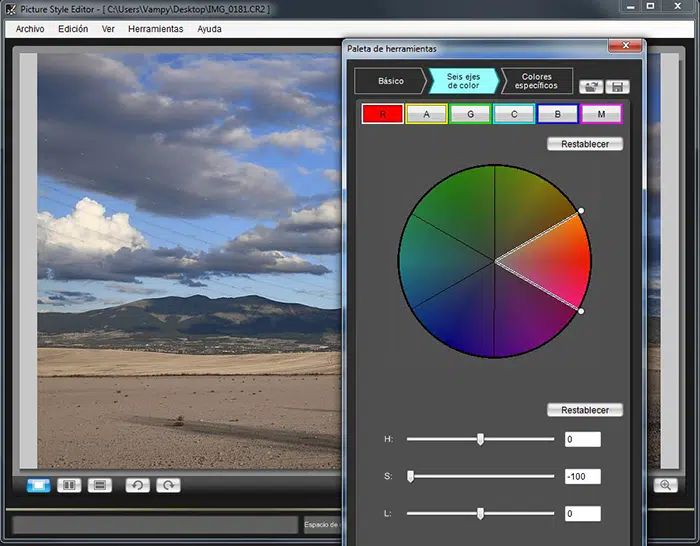 Picture Style Editor - [ C:\Users\Vampy\Desktop\IMG_0181.CR2 ]
Archivo Edición Ver Herramientas Ayuda
Paleta de herramientas
Básico
Seis ejes
de color
Colores
específicos
R A G C B M
Restablecer
Restablecer
H: 0
S: -100
L: 0
Espacio de